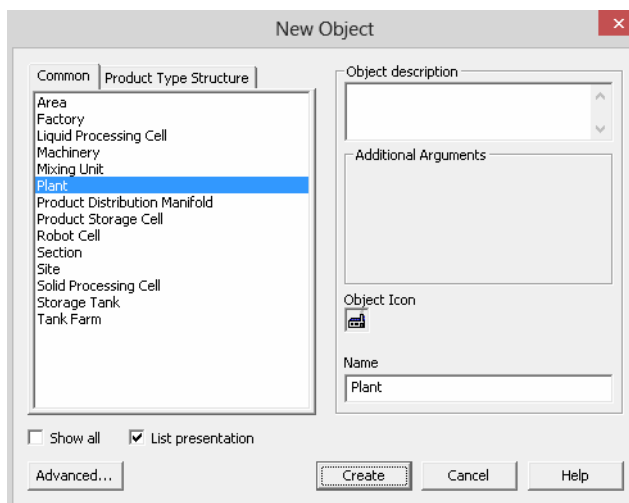 New Object
Common
Product Type Structure
Area
Factory
Liquid Processing Cell
Machinery
Mixing Unit
Plant
Product Distribution Manifold
Product Storage Cell
Robot Cell
Section
Site
Solid Processing Cell
Storage Tank
Tank Farm
Object description
Additional Arguments
Object Icon
Name
Plant
Show all
List presentation
Advanced...
Create
Cancel
Help